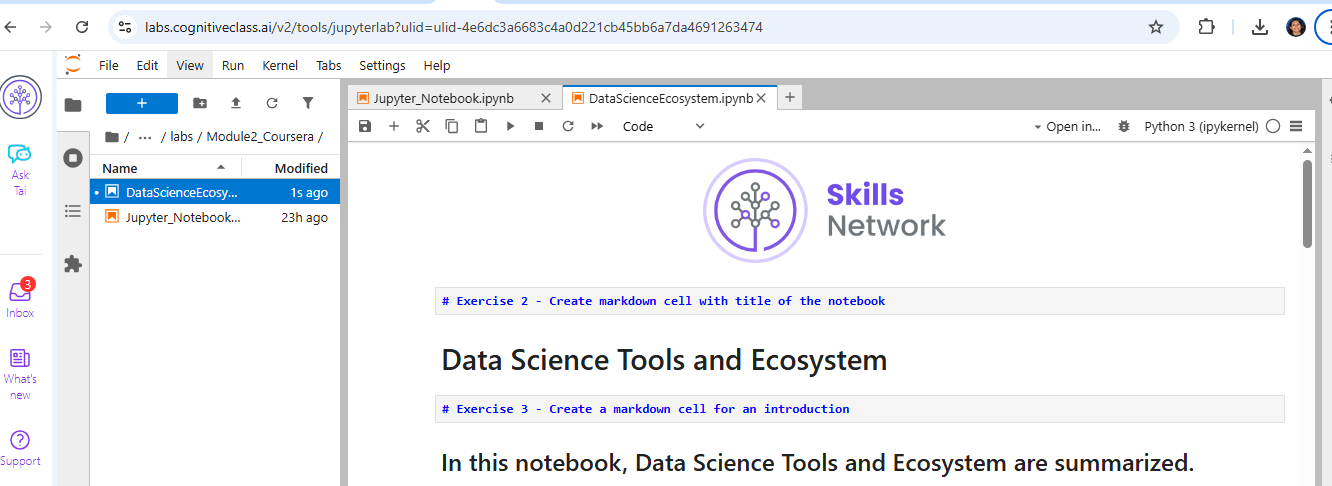 labs.cognitiveclass.ai/v2/tools/jupyterlab?ulid=ulid-4e6dc3a6683c4a0d221cb45bb6a7da4691263474
File Edit View Run Kernel Tabs Settings Help
Ask
Tai
3
Inbox
What's
new
Support
/ ··· / labs / Module2_Coursera /
Name Modified
DataScienceEcosy... 1s ago
Jupyter_Notebook... 23h ago
Jupyter_Notebook.ipynb
DataScienceEcosystem.ipynb
Code
Open in...
Python 3 (ipykernel)
Skills
Network
# Exercise 2 - Create markdown cell with title of the notebook
Data Science Tools and Ecosystem
# Exercise 3 - Create a markdown cell for an introduction
In this notebook, Data Science Tools and Ecosystem are summarized.